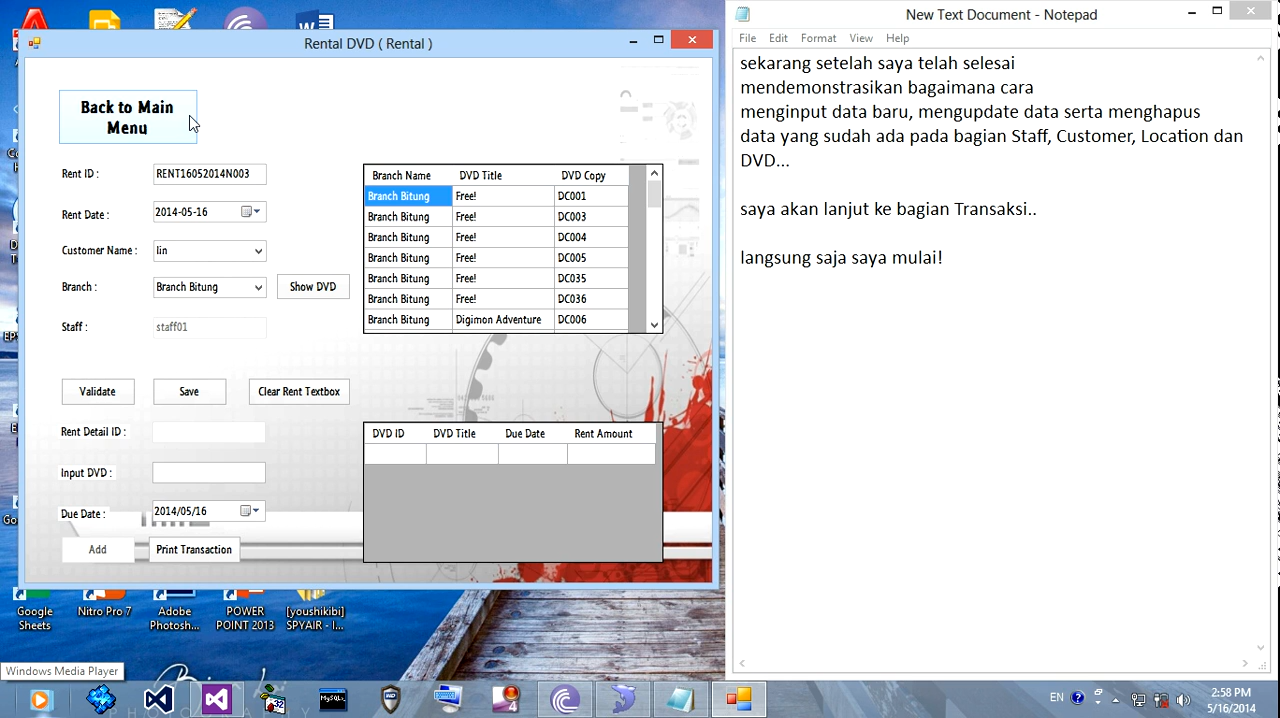 Rental DVD ( Rental )
Back to Main
Menu
Rent ID :
RENT16052014N003
Rent Date :
2014-05-16
Customer Name :
lin
Branch :
Branch Bitung
Show DVD
Staff :
staff01
Validate
Save
Clear Rent Textbox
Rent Detail ID :
Input DVD :
Due Date :
2014/05/16
Add
Print Transaction
Branch Name DVD Title DVD Copy
Branch Bitung Free! DC001
Branch Bitung Free! DC003
Branch Bitung Free! DC004
Branch Bitung Free! DC005
Branch Bitung Free! DC035
Branch Bitung Free! DC036
Branch Bitung Digimon Adventure DC006
DVD ID DVD Title Due Date Rent Amount
New Text Document - Notepad
File Edit Format View Help
sekarang setelah saya telah selesai
mendemonstrasikan bagaimana cara
menginput data baru, mengupdate data serta menghapus
data yang sudah ada pada bagian Staff, Customer, Location dan
DVD...
saya akan lanjut ke bagian Transaksi..
langsung saja saya mulai!
Google
Sheets
Nitro Pro 7
Adobe
Photosh...
POWER
POINT 2013
[youshikibi]
SPYAIR - I...
Windows Media Player
EN
2:58 PM
5/16/2014